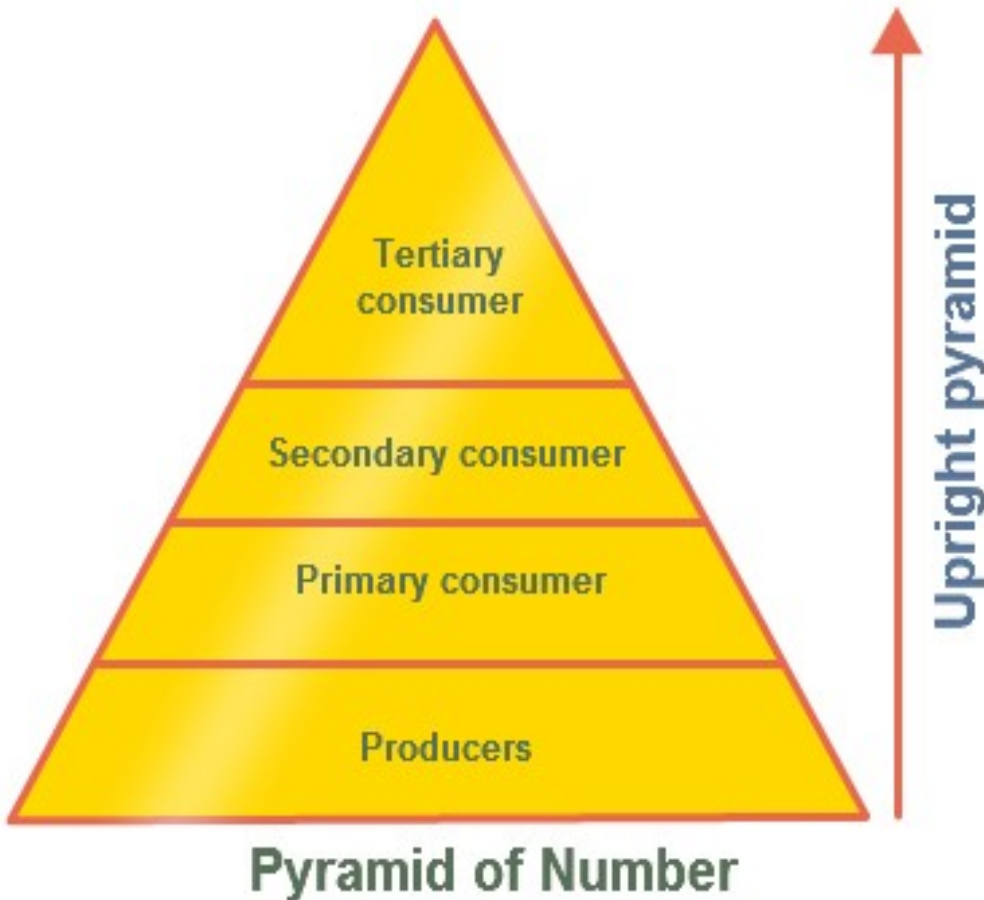 Tertiary
consumer
Secondary consumer
Primary consumer
Producers
Upright pyramid
Pyramid of Number